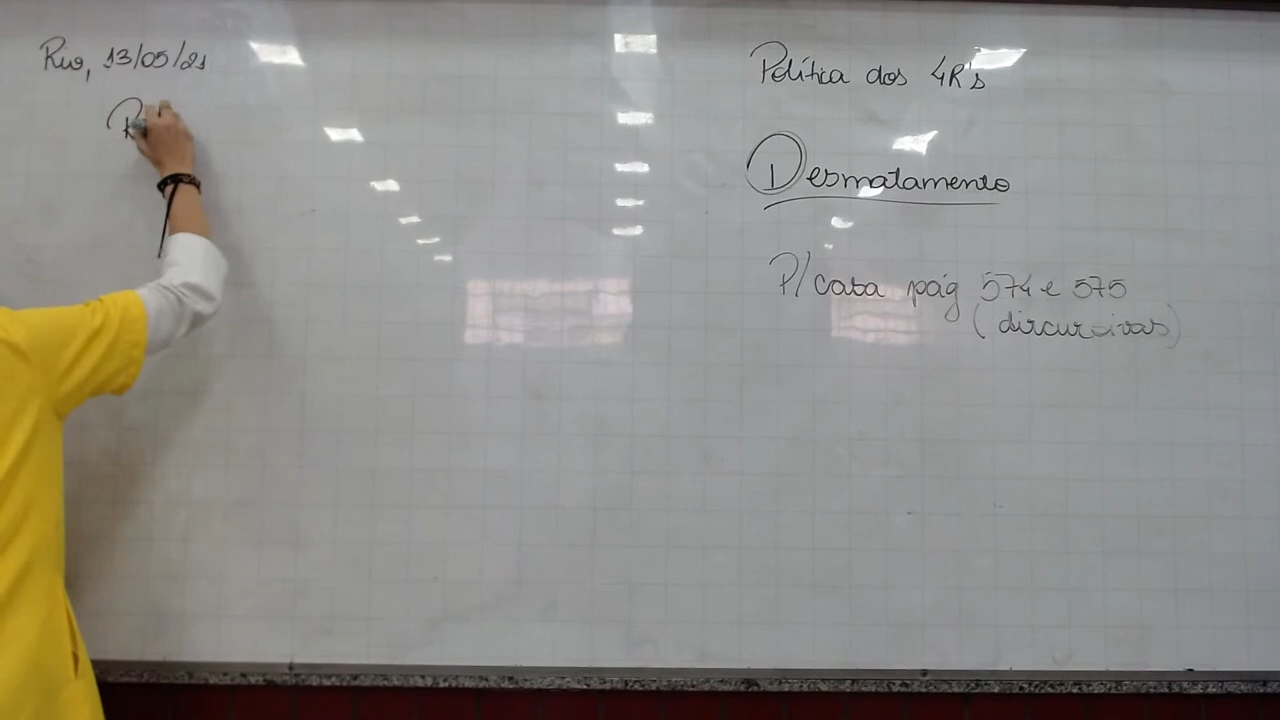 Rio, 13/05/21
R
Política dos 4R's
Desmatamento
P/ casa pág 574 e 575
(discursivas)